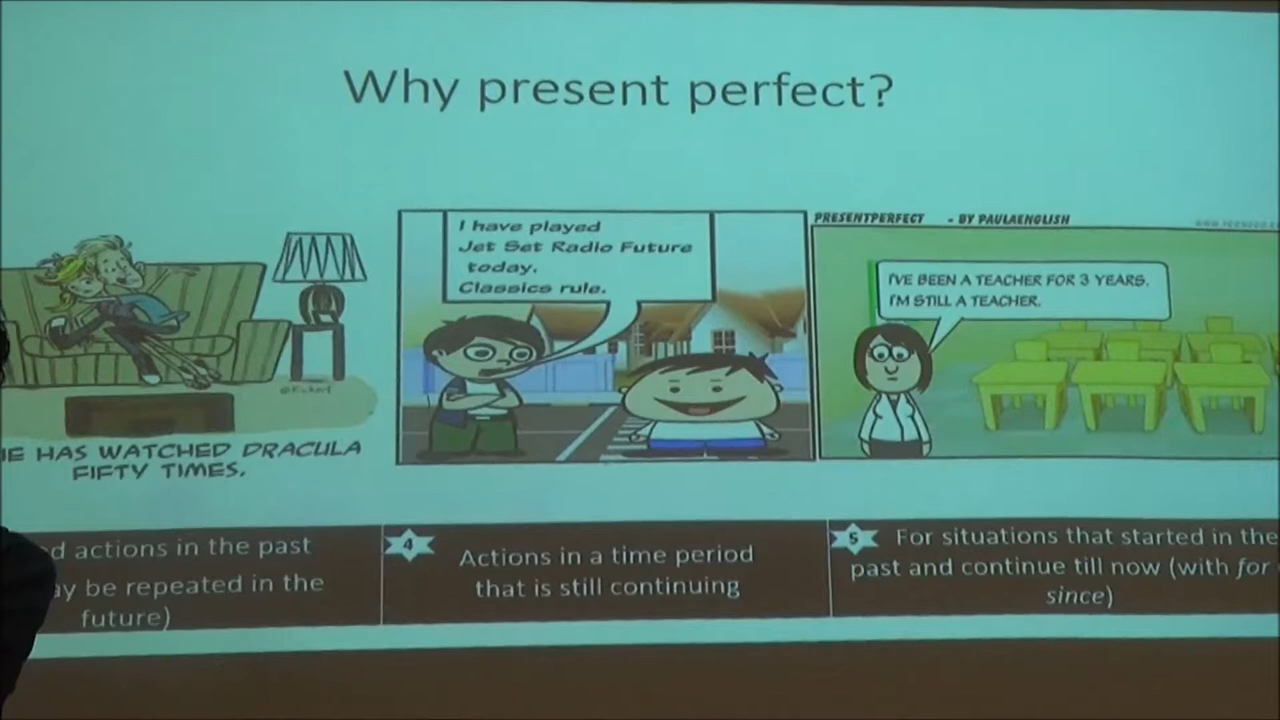 Why present perfect?
HAS WATCHED DRACULA
FIFTY TIMES.
I have played
Jet Set Radio Future
today.
Classics rule.
PRESENTPERFECT - BY PAULAENGLISH
I'VE BEEN A TEACHER FOR 3 YEARS.
I'M STILL A TEACHER.
actions in the past
be repeated in the
future)
4
Actions in a time period
that is still continuing
5
For situations that started in the
past and continue till now (with for
since)